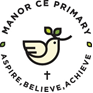 MANOR CE PRIMARY
ASPIRE, BELIEVE, ACHIEVE